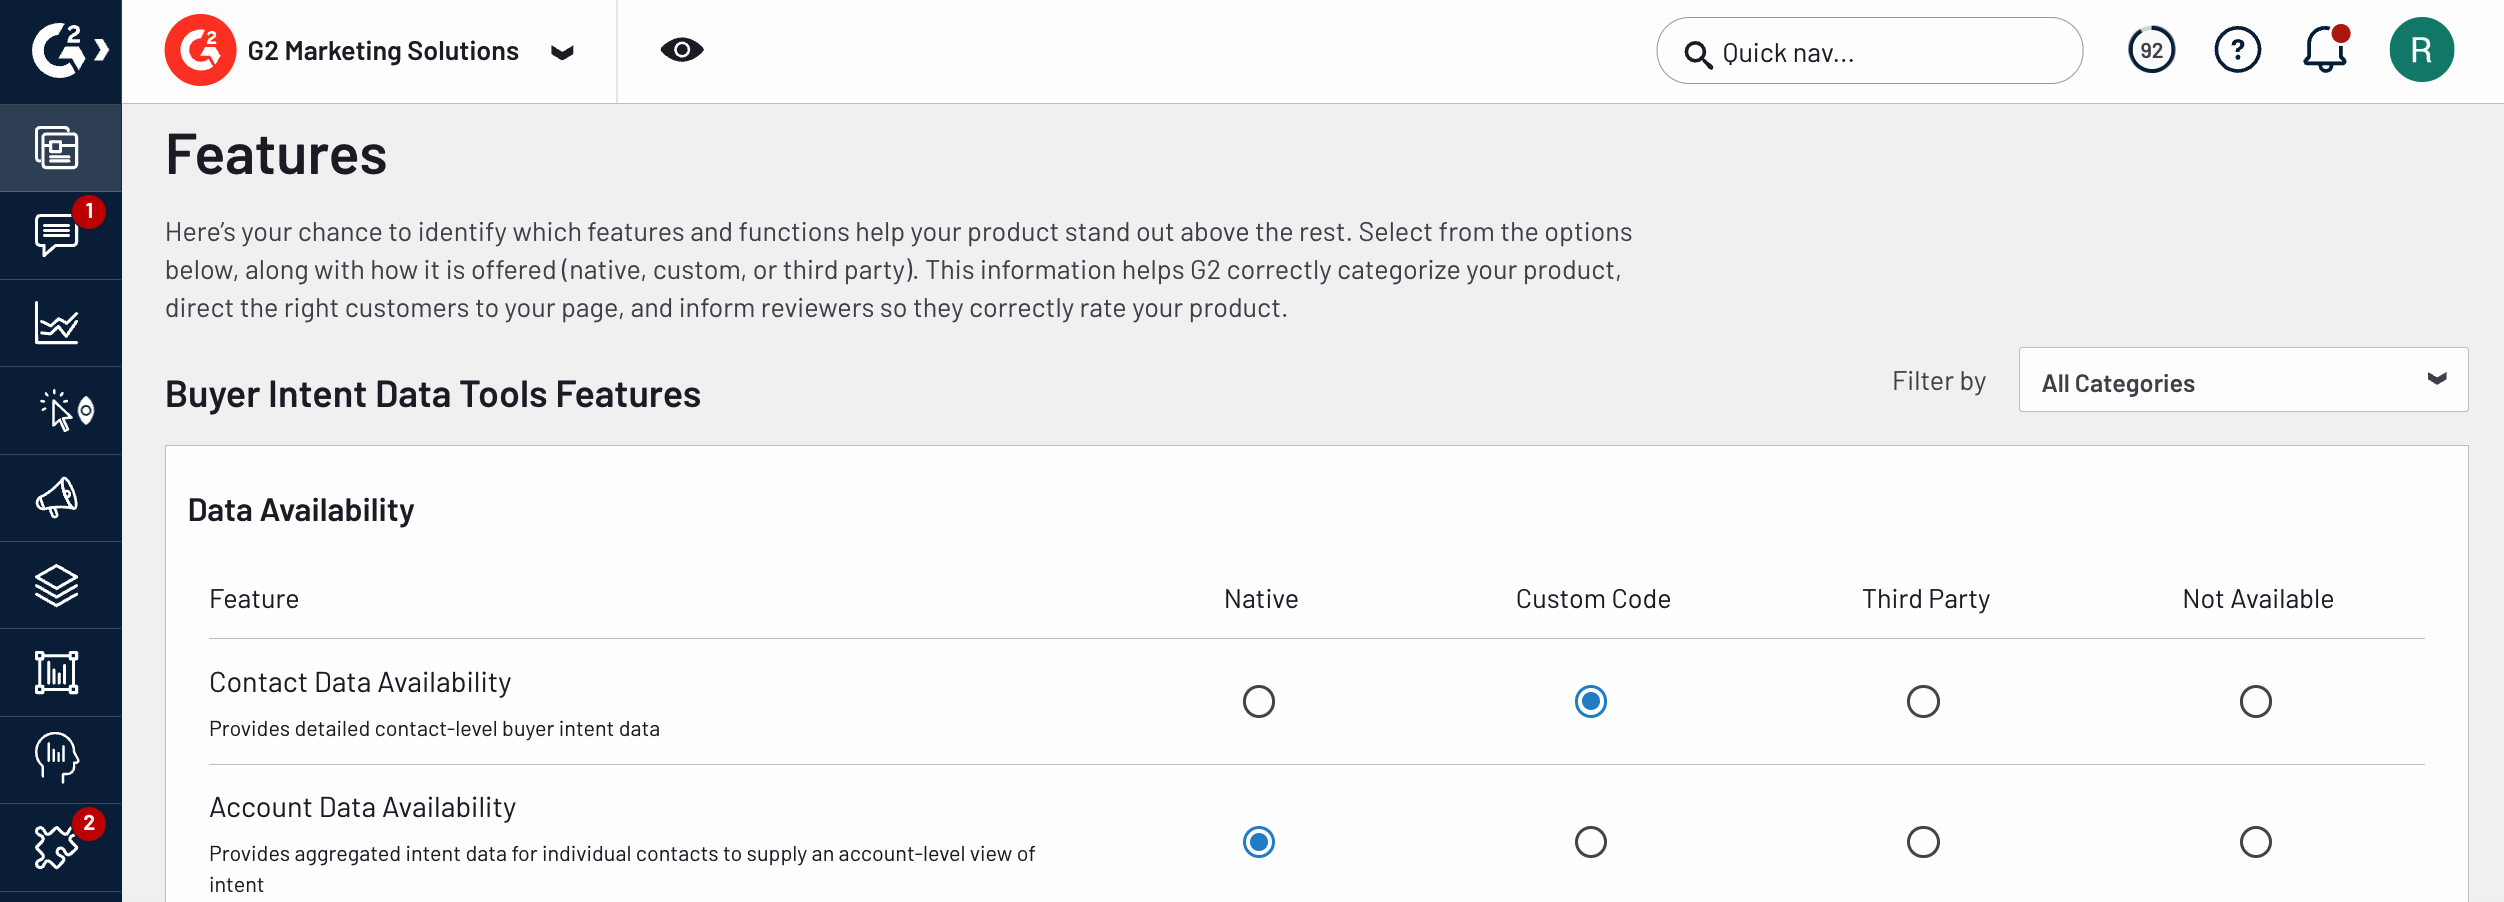 G2
G2 G2 Marketing Solutions
Quick nav...
92
?
R
Features
1
Here's your chance to identify which features and functions help your product stand out above the rest. Select from the options
below, along with how it is offered (native, custom, or third party). This information helps G2 correctly categorize your product,
direct the right customers to your page, and inform reviewers so they correctly rate your product.
Filter by
All Categories
Buyer Intent Data Tools Features
Data Availability
Feature Native Custom Code Third Party Not Available
Contact Data Availability
Provides detailed contact-level buyer intent data
Account Data Availability
2
Provides aggregated intent data for individual contacts to supply an account-level view of
intent